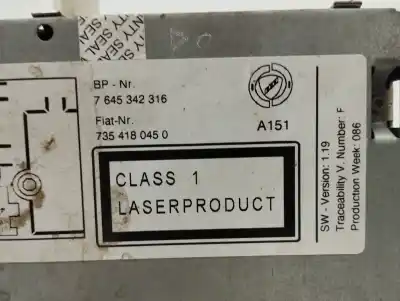 BP - Nr.
7 645 342 316
Fiat-Nr.
735 418 045 0
A151
CLASS 1
LASERPRODUCT
SW - Version: 1.19
Traceability V. Number: F
Production Week: 086
SEAL